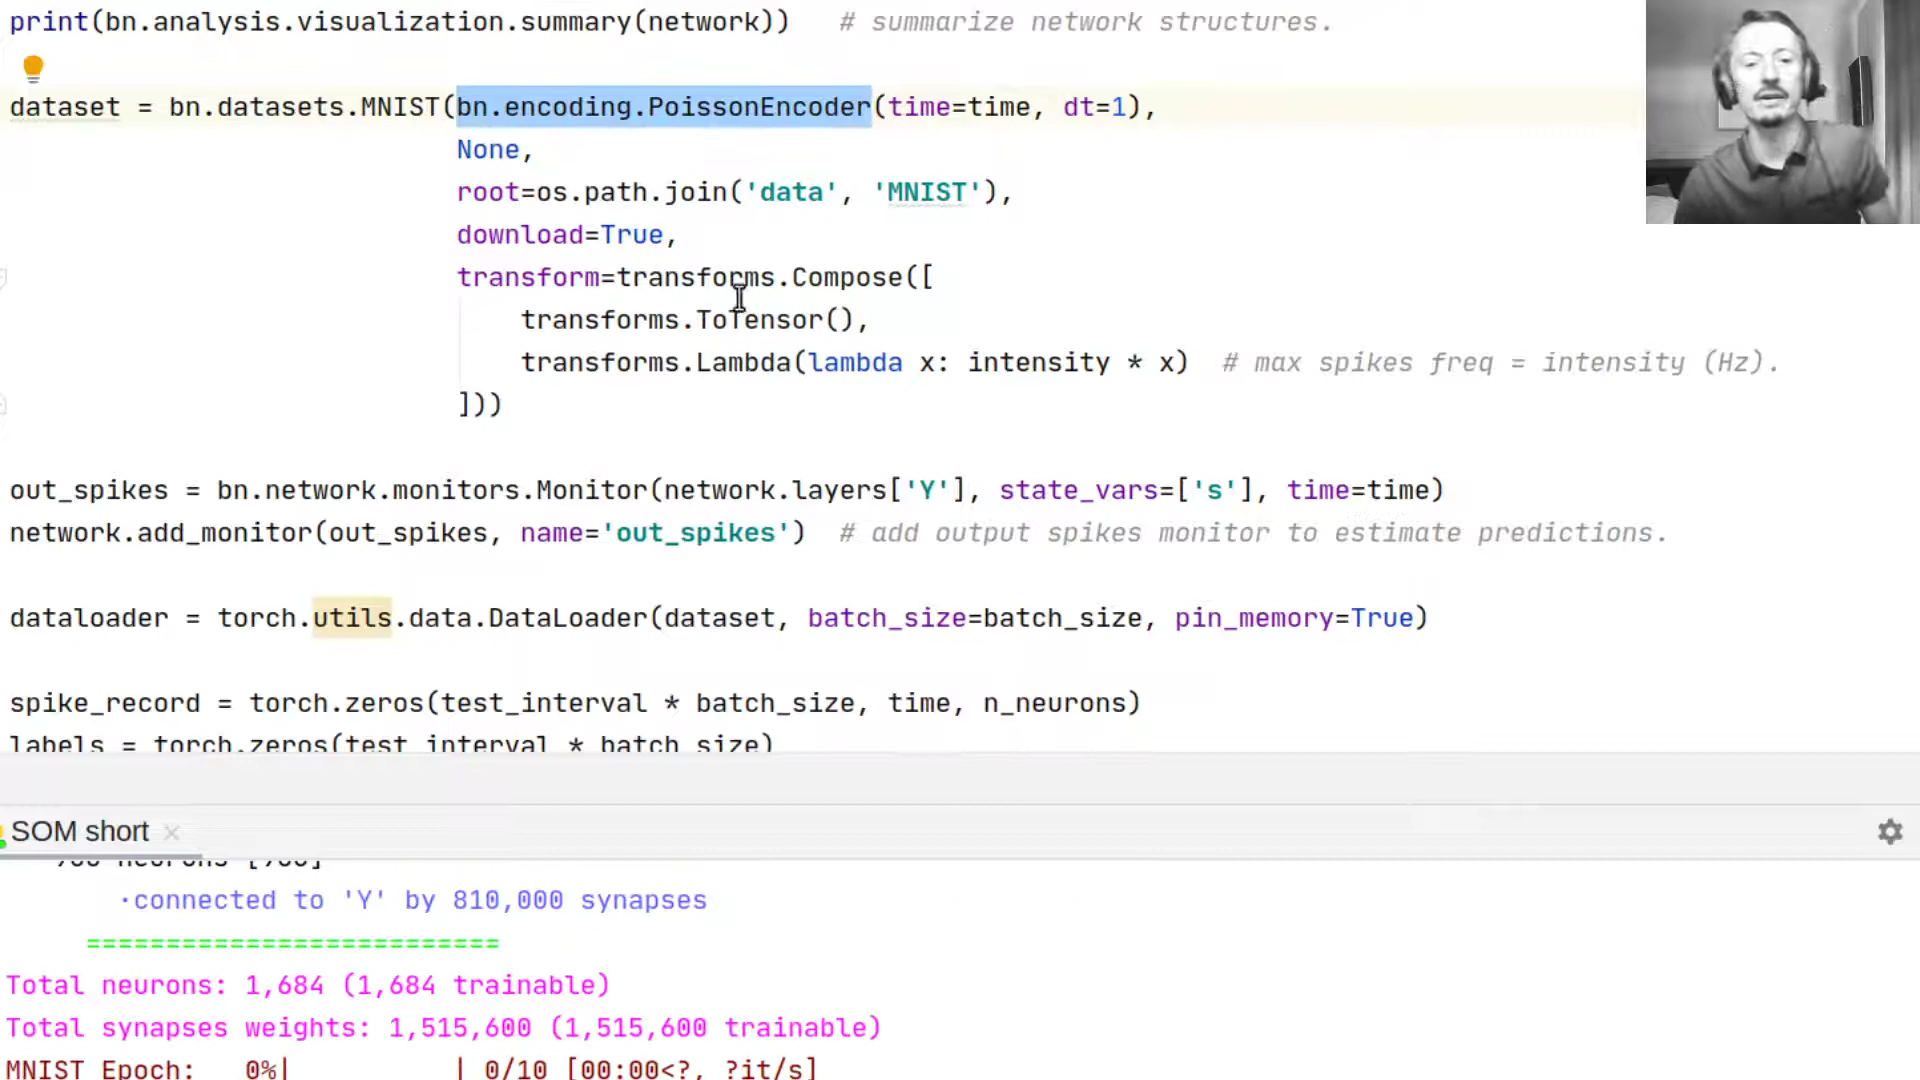 print(bn.analysis.visualization.summary(network))   # summarize network structures.
dataset = bn.datasets.MNIST(bn.encoding.PoissonEncoder(time=time, dt=1),
None,
root=os.path.join('data', 'MNIST'),
download=True,
transform=transforms.Compose([
transforms.ToTensor(),
transforms.Lambda(lambda x: intensity * x)  # max spikes freq = intensity (Hz).
]))
out_spikes = bn.network.monitors.Monitor(network.layers['Y'], state_vars=['s'], time=time)
network.add_monitor(out_spikes, name='out_spikes')  # add output spikes monitor to estimate predictions.
dataloader = torch.utils.data.DataLoader(dataset, batch_size=batch_size, pin_memory=True)
spike_record = torch.zeros(test_interval * batch_size, time, n_neurons)
labels = torch.zeros(test_interval * batch_size)
SOM short
neurons
·connected to 'Y' by 810,000 synapses
==========================
Total neurons: 1,684 (1,684 trainable)
Total synapses weights: 1,515,600 (1,515,600 trainable)
MNIST Epoch:   0%|          | 0/10 [00:00<?, ?it/s]